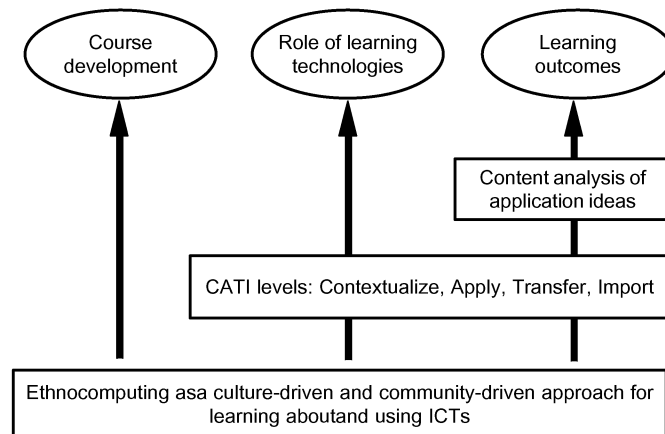 Course
development
Role of learning
technologies
Learning
outcomes
Content analysis of
application ideas
CATI levels: Contextualize, Apply, Transfer, Import
Ethnocomputing asa culture-driven and community-driven approach for
learning aboutand using ICTs